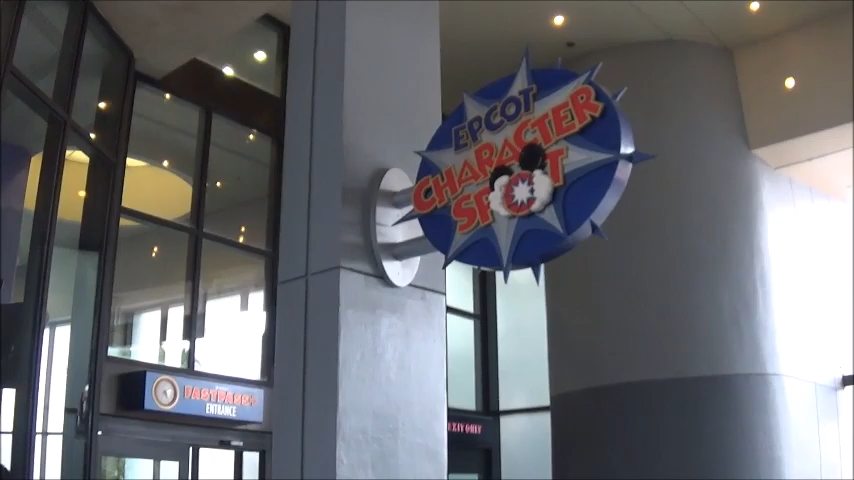 EPCOT
CHARACTER
SPOT
FASTPASS+
ENTRANCE
EXIT ONLY